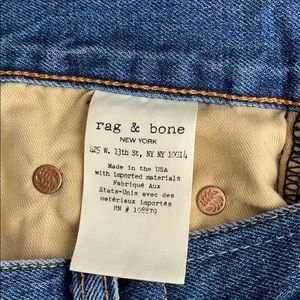 rag & bone
NEW YORK
425 W. 13th St, NY NY 10014
Made in the USA
with imported materials
Fabriqué Aux
États-Unis avec des
matériaux importés
RN # 108879